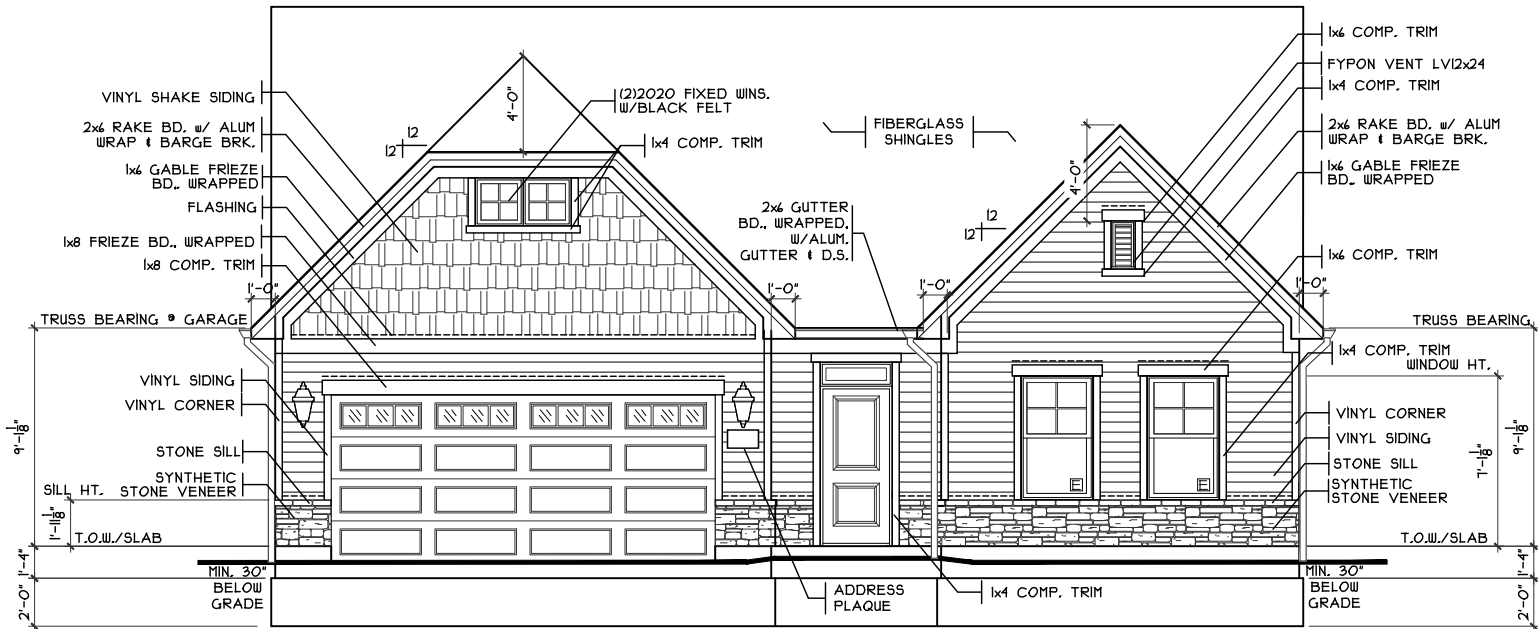 VINYL SHAKE SIDING
2x6 RAKE BD. w/ ALUM
WRAP & BARGE BRK.
1x6 GABLE FRIEZE
BD., WRAPPED
FLASHING
1x8 FRIEZE BD., WRAPPED
1x8 COMP. TRIM
1'-0"
TRUSS BEARING @ GARAGE
VINYL SIDING
VINYL CORNER
9'-1 1/8"
STONE SILL
SYNTHETIC
STONE VENEER
SILL HT.
1'-11 1/8"
T.O.W./SLAB
1'-4"
MIN. 30"
BELOW
GRADE
2'-0"
12
12
4'-0"
(2)2020 FIXED WINS.
W/BLACK FELT
1x4 COMP. TRIM
FIBERGLASS
SHINGLES
2x6 GUTTER
BD., WRAPPED,
W/ALUM.
GUTTER & D.S.
1'-0"
1'-0"
12
12
4'-0"
1x6 COMP. TRIM
FYPON VENT LV12x24
1x4 COMP. TRIM
2x6 RAKE BD. w/ ALUM
WRAP & BARGE BRK.
1x6 GABLE FRIEZE
BD., WRAPPED
1x6 COMP. TRIM
1'-0"
TRUSS BEARING
1x4 COMP. TRIM
WINDOW HT.
VINYL CORNER
VINYL SIDING
STONE SILL
SYNTHETIC
STONE VENEER
7'-1 1/8"
9'-1 1/8"
E
E
T.O.W./SLAB
1'-4"
MIN. 30"
BELOW
GRADE
2'-0"
ADDRESS
PLAQUE
1x4 COMP. TRIM